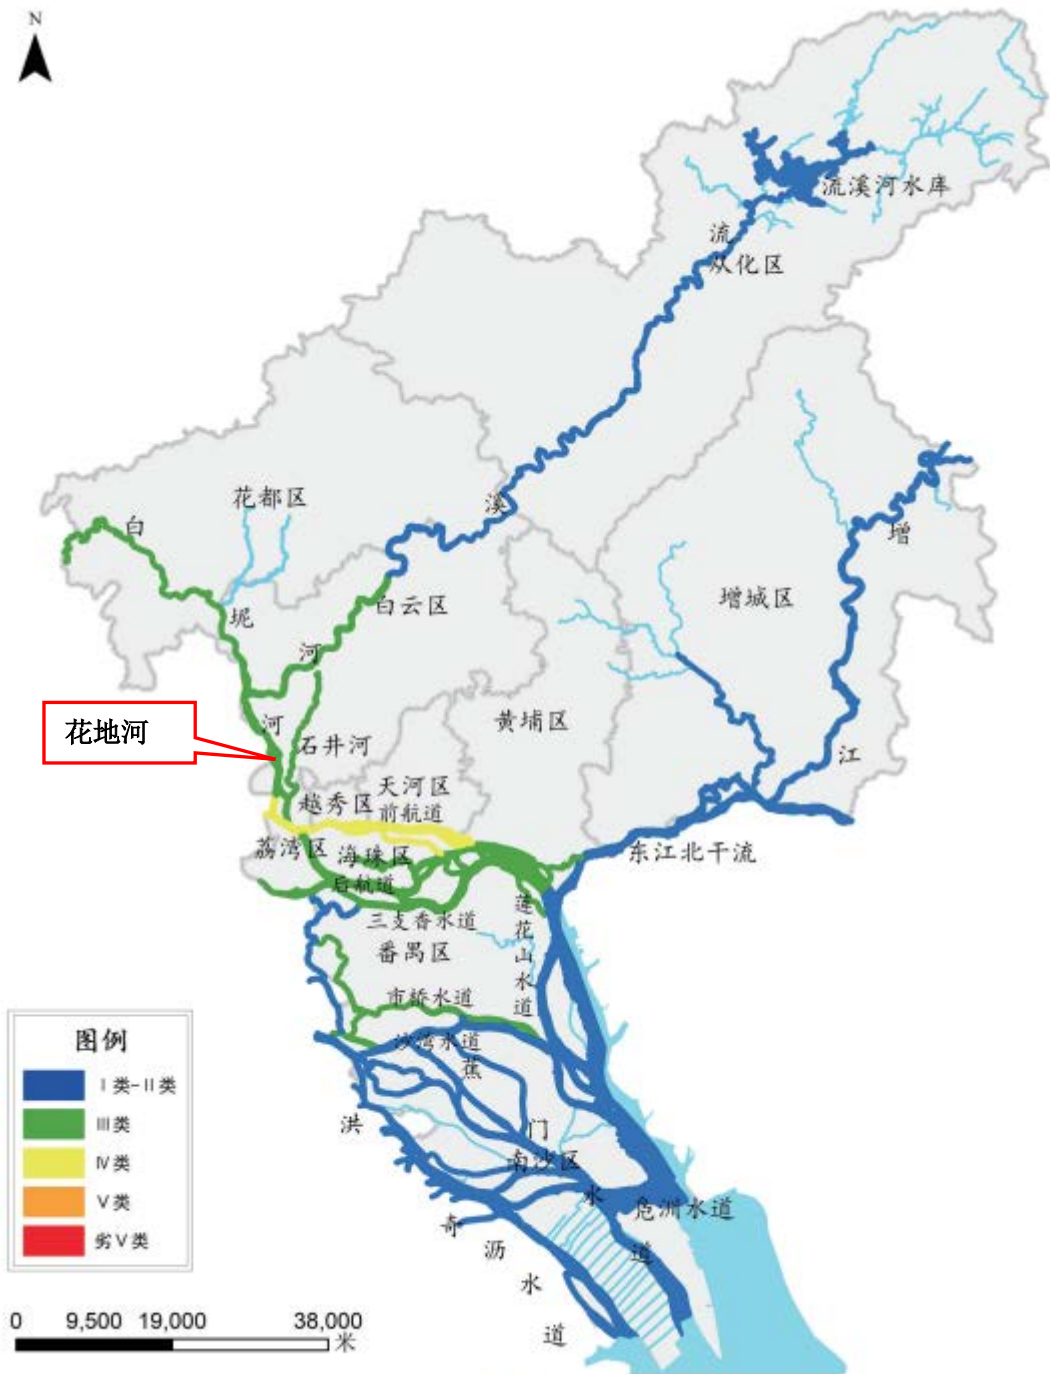 N
流溪河水库
流
从化区
溪
花都区
白
增
坭
白云区
增城区
河
花地河
河
黄埔区
石井河
江
天河区
越秀区
前航道
荔湾区
海珠区
东江北干流
后航道
莲花山水道
三支香水道
番禺区
市桥水道
沙湾水道
蕉
洪
门
南沙区
水
危洲水道
奇
道
沥
水
道
图例
I类-II类
III类
IV类
V类
劣V类
0 9,500 19,000 38,000
米